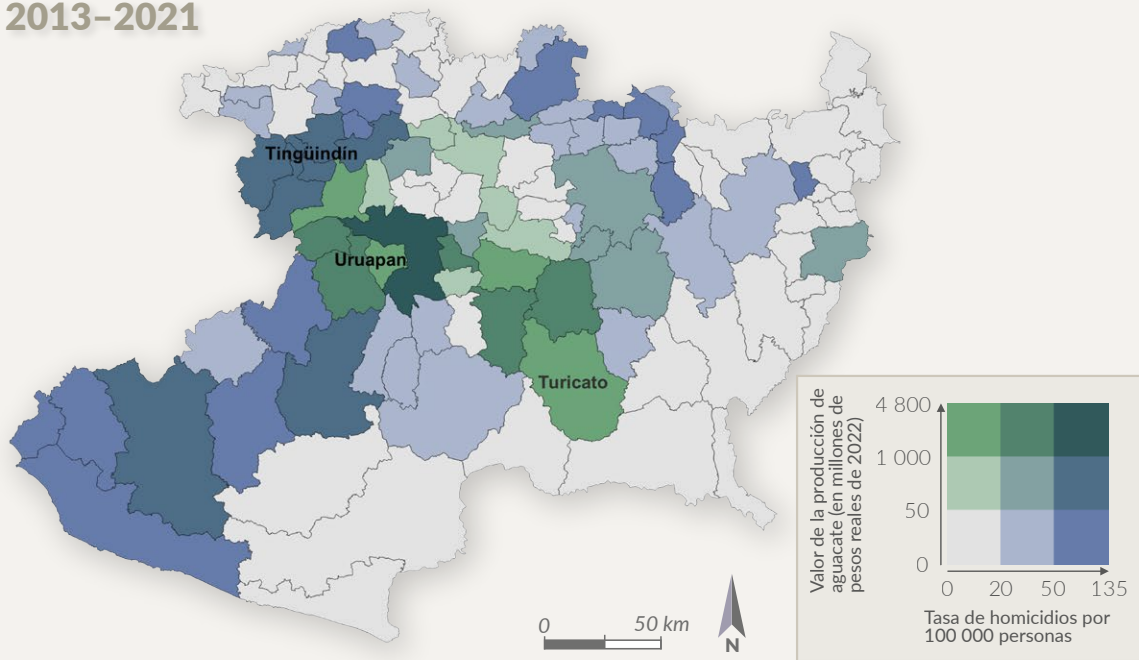 2013–2021
Tingüindín
Uruapan
Turicato
Valor de la producción de
aguacate (en millones de
pesos reales de 2022)
4 800
1 000
50
0
0 20 50 135
Tasa de homicidios por
100 000 personas
0 50 km
N